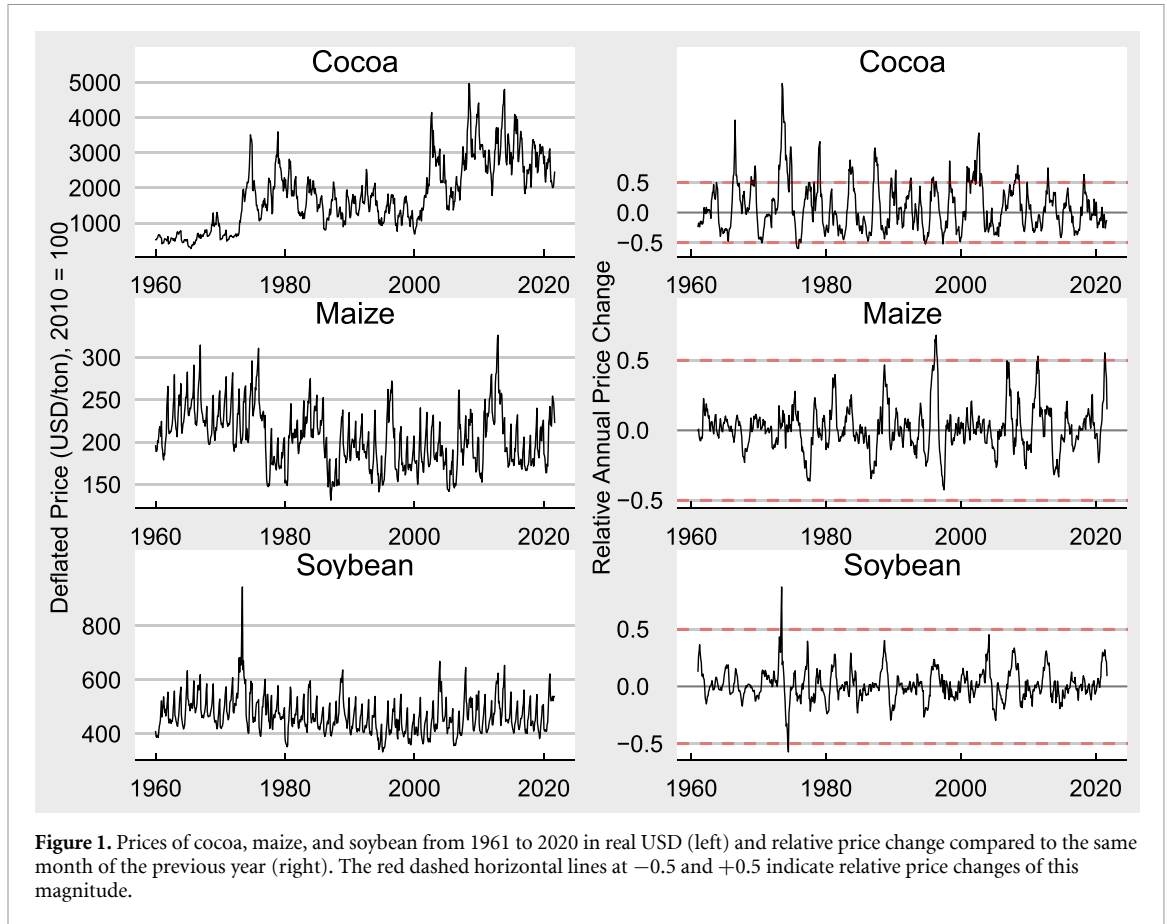 Cocoa
5000
4000
3000
2000
1000
1960 1980 2000 2020
Maize
300
250
200
150
1960 1980 2000 2020
Soybean
800
600
400
1960 1980 2000 2020
Deflated Price (USD/ton), 2010 = 100
Cocoa
0.5
0.0
−0.5
1960 1980 2000 2020
Maize
0.5
0.0
−0.5
1960 1980 2000 2020
Soybean
0.5
0.0
−0.5
1960 1980 2000 2020
Relative Annual Price Change
Figure 1. Prices of cocoa, maize, and soybean from 1961 to 2020 in real USD (left) and relative price change compared to the same
month of the previous year (right). The red dashed horizontal lines at −0.5 and +0.5 indicate relative price changes of this
magnitude.